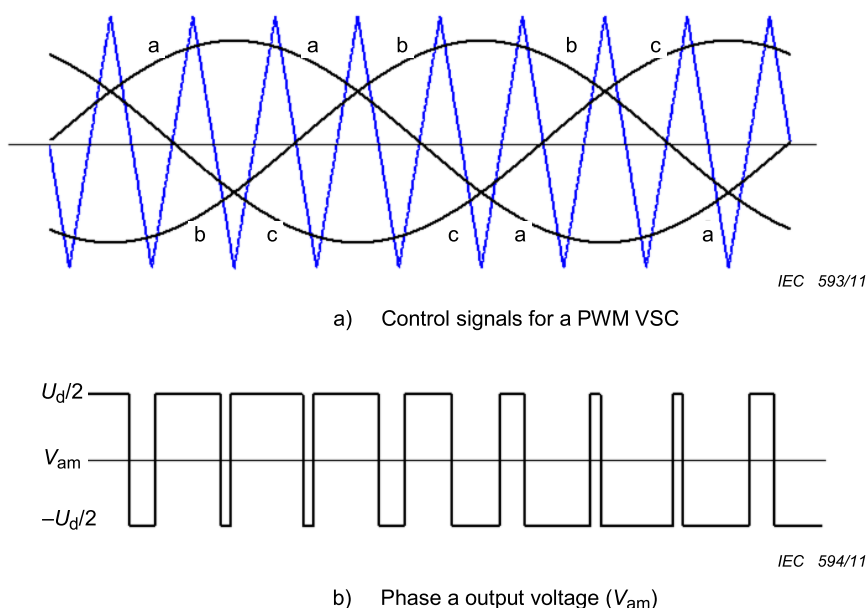 a a b b c
b c c a a
IEC 593/11
a) Control signals for a PWM VSC
Ud/2
Vam
–Ud/2
IEC 594/11
b) Phase a output voltage (Vam)